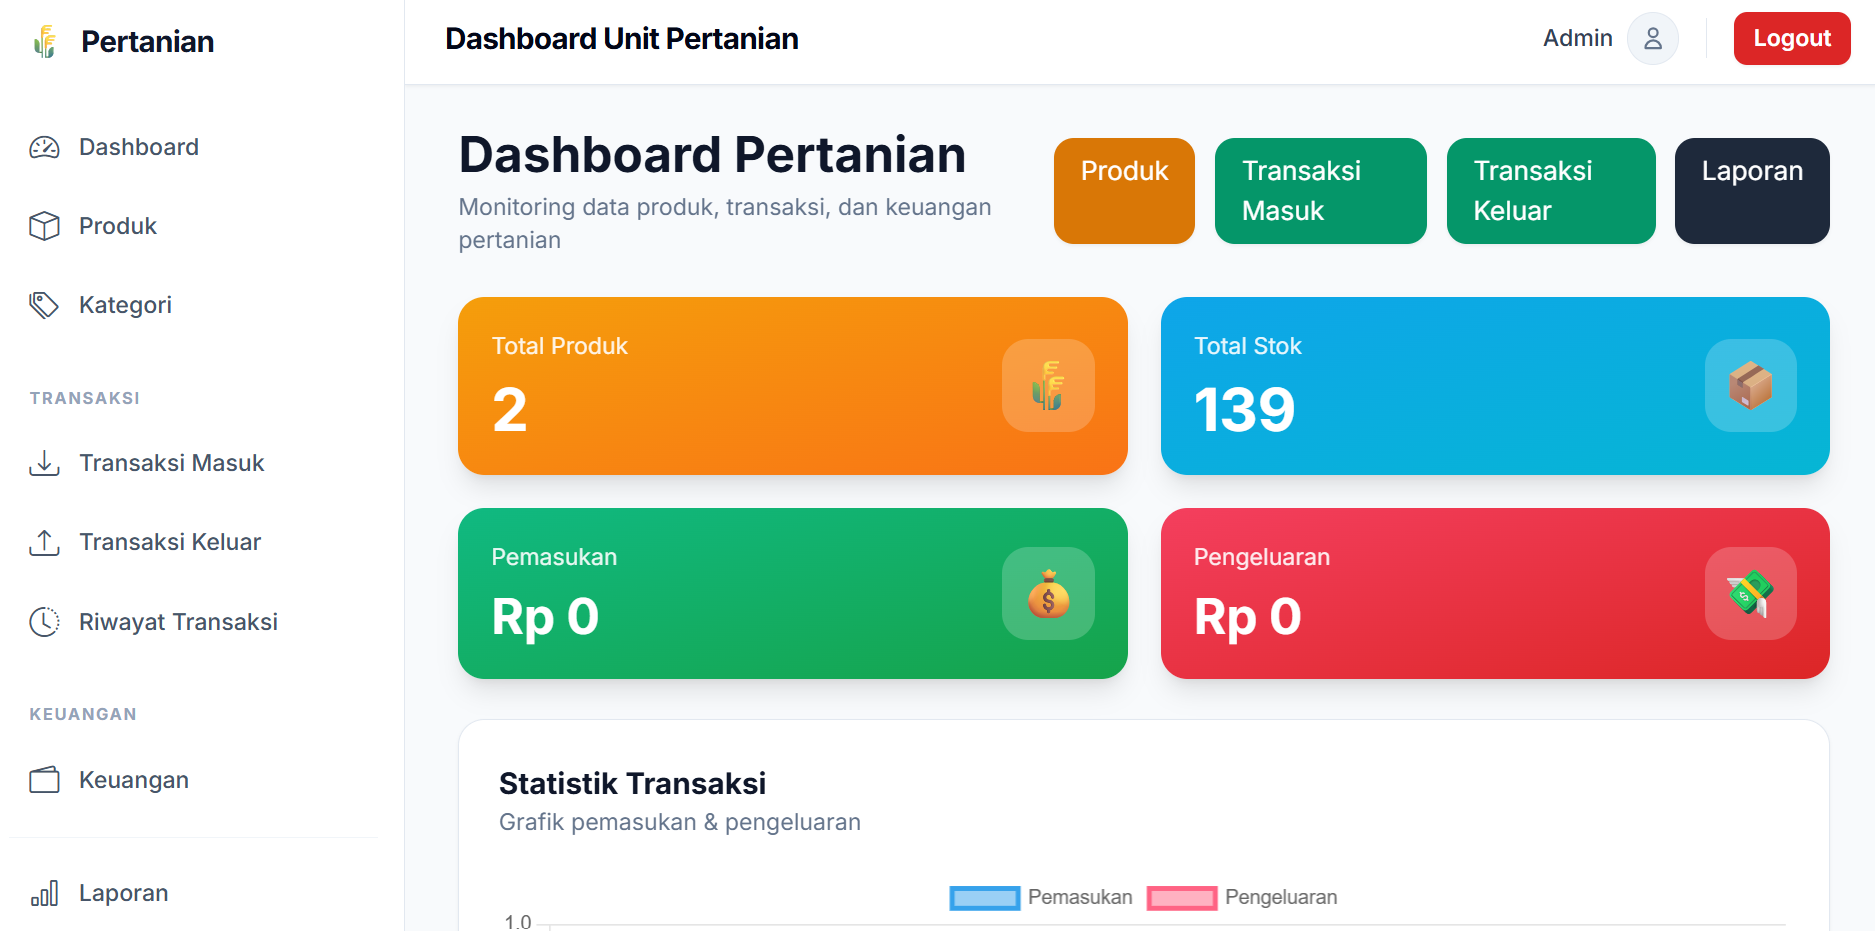 Pertanian
Dashboard
Produk
Kategori
TRANSAKSI
Transaksi Masuk
Transaksi Keluar
Riwayat Transaksi
KEUANGAN
Keuangan
Laporan
Dashboard Unit Pertanian
Admin
Logout
Dashboard Pertanian
Monitoring data produk, transaksi, dan keuangan
pertanian
Produk
Transaksi
Masuk
Transaksi
Keluar
Laporan
Total Produk
2
Total Stok
139
Pemasukan
Rp 0
Pengeluaran
Rp 0
Statistik Transaksi
Grafik pemasukan & pengeluaran
Pemasukan
Pengeluaran
1.0